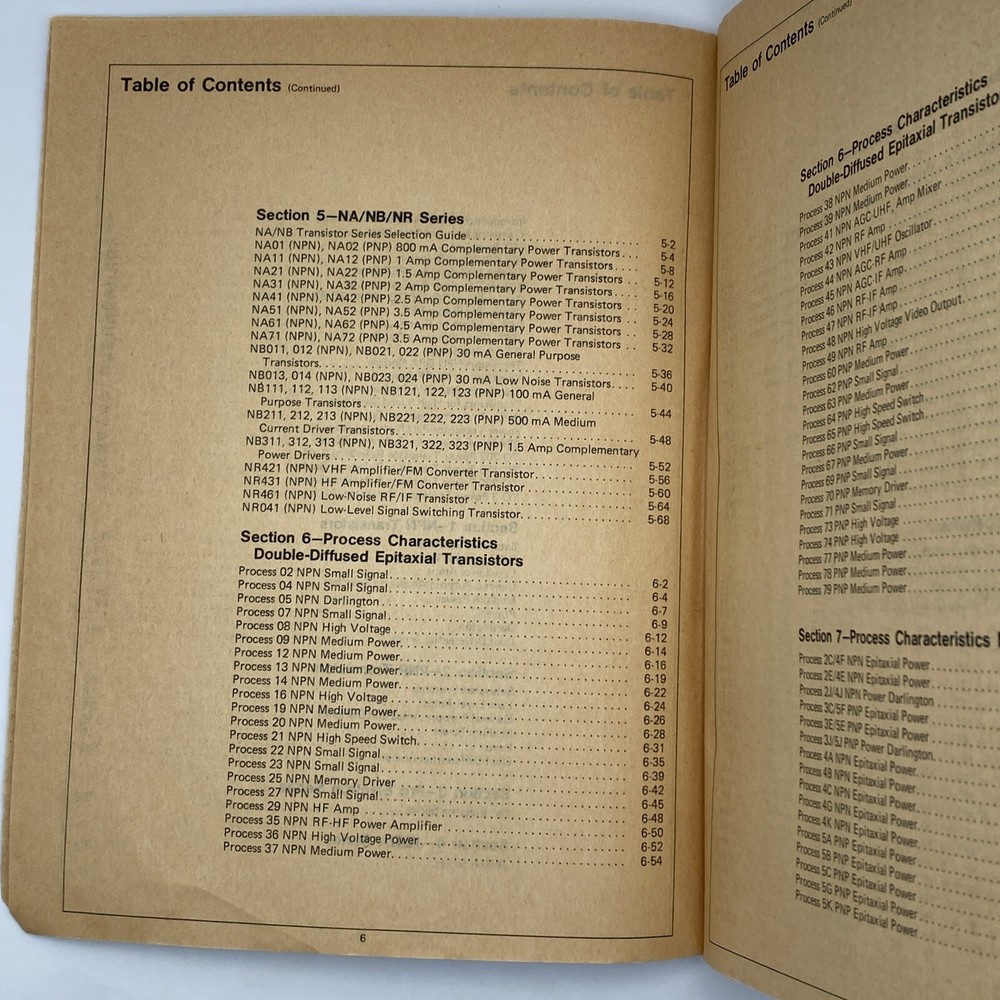 Table of Contents (Continued)
Section 5—NA/NB/NR Series
NA/NB Transistor Series Selection Guide . . . . . . . . . . . . . . . . . . . . . . . . 5-2
NA01 (NPN), NA02 (PNP) 800 mA Complementary Power Transistors . . . 5-4
NA11 (NPN), NA12 (PNP) 1 Amp Complementary Power Transistors. . . . 5-8
NA21 (NPN), NA22 (PNP) 1.5 Amp Complementary Power Transistors . . 5-12
NA31 (NPN), NA32 (PNP) 2 Amp Complementary Power Transistors. . . . 5-16
NA41 (NPN), NA42 (PNP) 2.5 Amp Complementary Power Transistors . . 5-20
NA51 (NPN), NA52 (PNP) 3.5 Amp Complementary Power Transistors . . 5-24
NA61 (NPN), NA62 (PNP) 4.5 Amp Complementary Power Transistors . . 5-28
NA71 (NPN), NA72 (PNP) 3.5 Amp Complementary Power Transistors . . 5-32
NB011, 012 (NPN), NB021, 022 (PNP) 30 mA General Purpose
Transistors. . . . . . . . . . . . . . . . . . . . . . . . . . . . . . . . . . . . . . . 5-36
NB013, 014 (NPN), NB023, 024 (PNP) 30 mA Low Noise Transistors. . . . 5-40
NB111, 112, 113 (NPN), NB121, 122, 123 (PNP) 100 mA General
Purpose Transistors . . . . . . . . . . . . . . . . . . . . . . . . . . . . . . . . . . 5-44
NB211, 212, 213 (NPN), NB221, 222, 223 (PNP) 500 mA Medium
Current Driver Transistors. . . . . . . . . . . . . . . . . . . . . . . . . . . . . . 5-48
NB311, 312, 313 (NPN), NB321, 322, 323 (PNP) 1.5 Amp Complementary
Power Drivers . . . . . . . . . . . . . . . . . . . . . . . . . . . . . . . . . . . . . . 5-52
NR421 (NPN) VHF Amplifier/FM Converter Transistor. . . . . . . . . . . . . . 5-56
NR431 (NPN) HF Amplifier/FM Converter Transistor . . . . . . . . . . . . . . . 5-60
NR461 (NPN) Low-Noise RF/IF Transistor . . . . . . . . . . . . . . . . . . . . . . 5-64
NR041 (NPN) Low-Level Signal Switching Transistor. . . . . . . . . . . . . . . 5-68
Section 6—Process Characteristics
Double-Diffused Epitaxial Transistors
Process 02 NPN Small Signal. . . . . . . . . . . . . . . . . . . . . . . . . . . . . . 6-2
Process 04 NPN Small Signal. . . . . . . . . . . . . . . . . . . . . . . . . . . . . . 6-4
Process 05 NPN Darlington . . . . . . . . . . . . . . . . . . . . . . . . . . . . . . . 6-7
Process 07 NPN Small Signal. . . . . . . . . . . . . . . . . . . . . . . . . . . . . . 6-9
Process 08 NPN High Voltage . . . . . . . . . . . . . . . . . . . . . . . . . . . . . . 6-12
Process 09 NPN Medium Power. . . . . . . . . . . . . . . . . . . . . . . . . . . . . 6-14
Process 12 NPN Medium Power. . . . . . . . . . . . . . . . . . . . . . . . . . . . . 6-16
Process 13 NPN Medium Power. . . . . . . . . . . . . . . . . . . . . . . . . . . . . 6-19
Process 14 NPN Medium Power. . . . . . . . . . . . . . . . . . . . . . . . . . . . . 6-22
Process 16 NPN High Voltage . . . . . . . . . . . . . . . . . . . . . . . . . . . . . . 6-24
Process 19 NPN Medium Power. . . . . . . . . . . . . . . . . . . . . . . . . . . . . 6-26
Process 20 NPN Medium Power. . . . . . . . . . . . . . . . . . . . . . . . . . . . . 6-28
Process 21 NPN High Speed Switch. . . . . . . . . . . . . . . . . . . . . . . . . . 6-31
Process 22 NPN Small Signal. . . . . . . . . . . . . . . . . . . . . . . . . . . . . . 6-35
Process 23 NPN Small Signal. . . . . . . . . . . . . . . . . . . . . . . . . . . . . . 6-39
Process 25 NPN Memory Driver . . . . . . . . . . . . . . . . . . . . . . . . . . . . 6-42
Process 27 NPN Small Signal. . . . . . . . . . . . . . . . . . . . . . . . . . . . . . 6-45
Process 29 NPN HF Amp . . . . . . . . . . . . . . . . . . . . . . . . . . . . . . . . . 6-48
Process 35 NPN RF-HF Power Amplifier . . . . . . . . . . . . . . . . . . . . . . . 6-50
Process 36 NPN High Voltage Power. . . . . . . . . . . . . . . . . . . . . . . . . . 6-52
Process 37 NPN Medium Power. . . . . . . . . . . . . . . . . . . . . . . . . . . . . 6-54
6
Table of Contents (Continued)
Section 6—Process Characteristics
Double-Diffused Epitaxial
Process 38 NPN Medium Power. . . . . . . .
Process 39 NPN Medium Power. . . . . . . .
Process 41 NPN AGC-UHF, Amp Mixer
Process 42 NPN RF Amp . . . . . . . .
Process 43 NPN VHF/UHF Oscillator . . . . . .
Process 44 NPN AGC-RF Amp . . . . . . . .
Process 45 NPN AGC-IF Amp. . . . . . . .
Process 46 NPN RF-IF Amp . . . . . . . .
Process 47 NPN RF-IF Amp . . . . . . . .
Process 48 NPN High Voltage Video Output. . . . .
Process 49 NPN RF Amp . . . . . . . .
Process 60 PNP Medium Power. . . . . . . .
Process 62 PNP Small Signal . . . . . . . .
Process 63 PNP Medium Power . . . . . . . .
Process 64 PNP High Speed Switch. . . . . . . .
Process 65 PNP High Speed Switch. . . . . . . .
Process 66 PNP Small Signal . . . . . . . .
Process 67 PNP Medium Power . . . . . . . .
Process 69 PNP Small Signal . . . . . . . .
Process 70 PNP Memory Driver. . . . . . . .
Process 71 PNP Small Signal . . . . . . . .
Process 73 PNP High Voltage . . . . . . . .
Process 74 PNP High Voltage . . . . . . . .
Process 77 PNP Medium Power . . . . . . . .
Process 78 PNP Medium Power. . . . . . . .
Process 79 PNP Medium Power. . . . . . . .
Section 7—Process Characteristics
Process 2C/4F NPN Epitaxial Power. . . . . . . .
Process 2E/4E NPN Epitaxial Power. . . . . . . .
Process 2J/4J NPN Power Darlington . . . . . . .
Process 3C/5F PNP Epitaxial Power . . . . . . . .
Process 3E/5E PNP Epitaxial Power . . . . . . . .
Process 3J/5J PNP Power Darlington. . . . . . . .
Process 4A NPN Epitaxial Power. . . . . . . .
Process 4B NPN Epitaxial Power. . . . . . . .
Process 4C NPN Epitaxial Power. . . . . . . .
Process 4G NPN Epitaxial Power. . . . . . . .
Process 4K NPN Epitaxial Power. . . . . . . .
Process 5A PNP Epitaxial Power . . . . . . . .
Process 5B PNP Epitaxial Power . . . . . . . .
Process 5C PNP Epitaxial Power . . . . . . . .
Process 5G PNP Epitaxial Power . . . . . . . .
Process 5K PNP Epitaxial Power . . . . . . . .